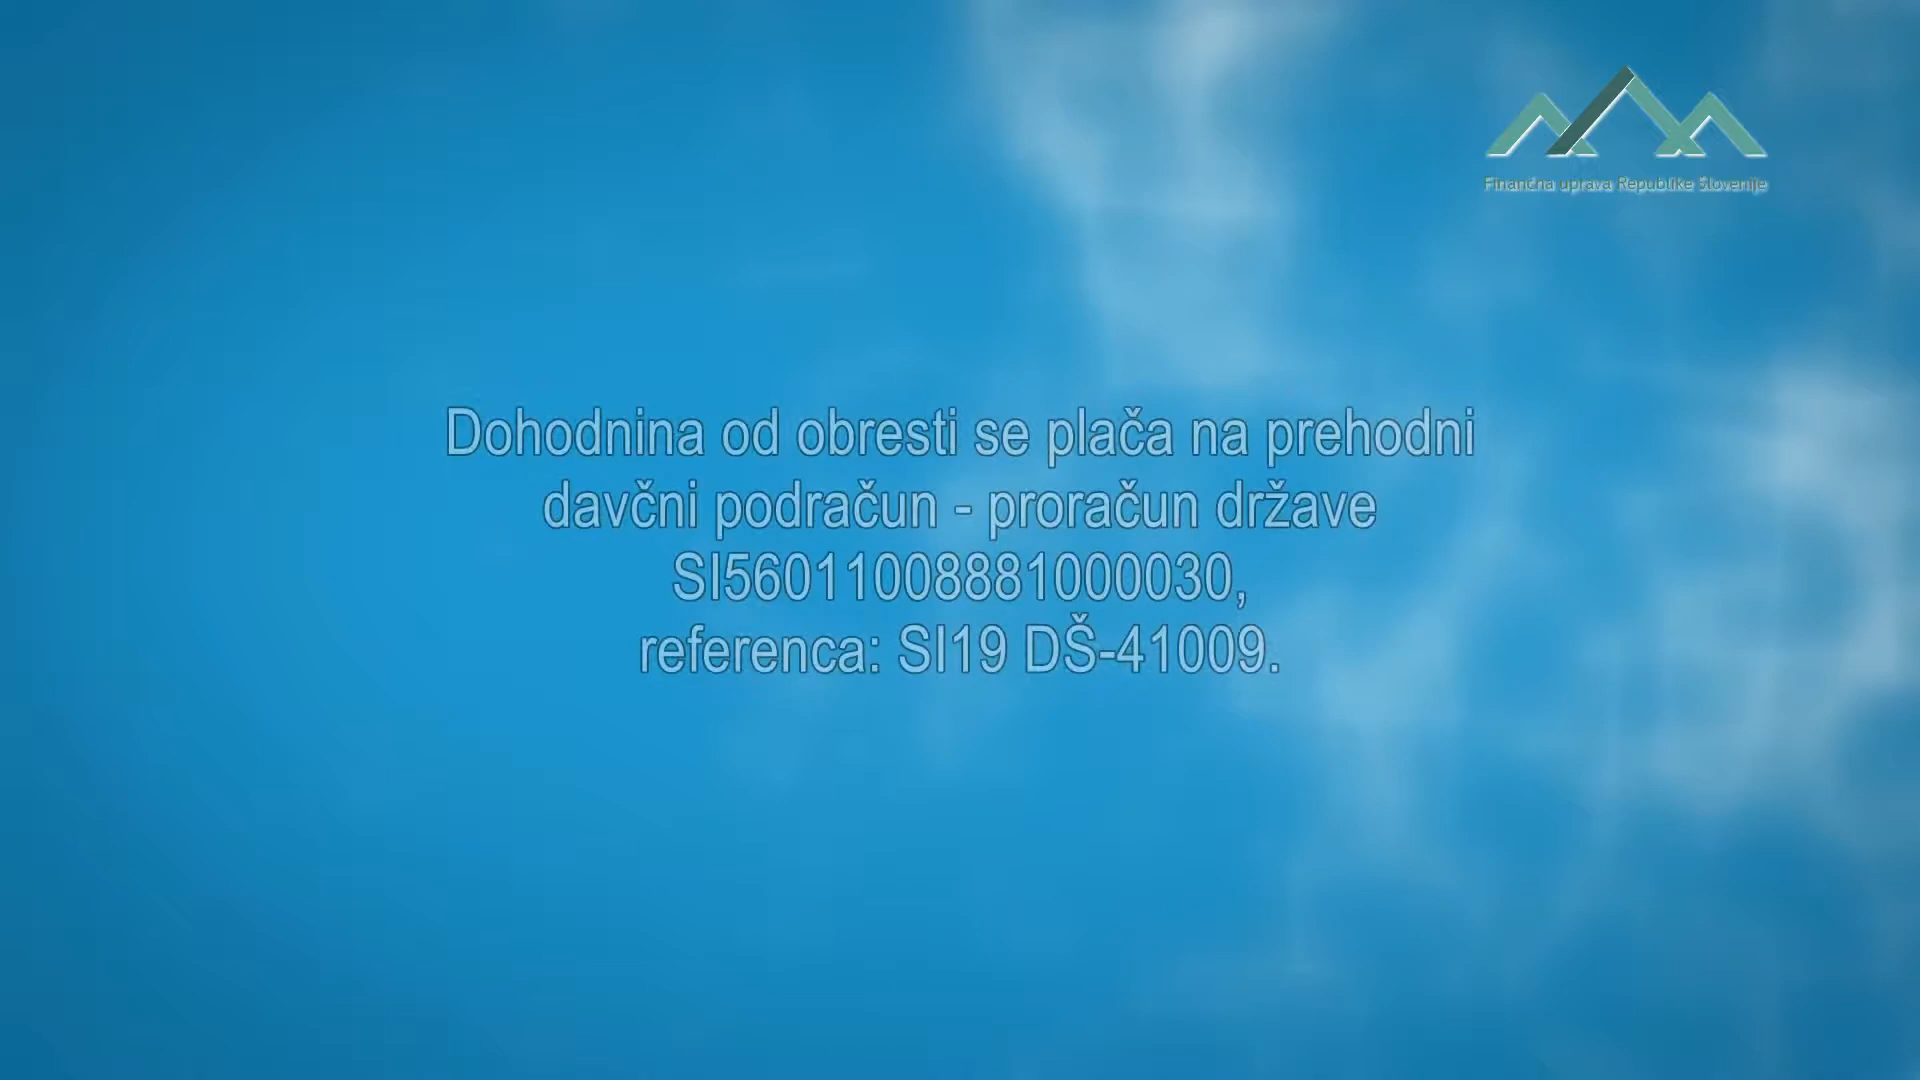 Finančna uprava Republike Slovenije
Dohodnina od obresti se plača na prehodni
davčni podračun - proračun države
SI56011008881000030,
referenca: SI19 DŠ-41009.